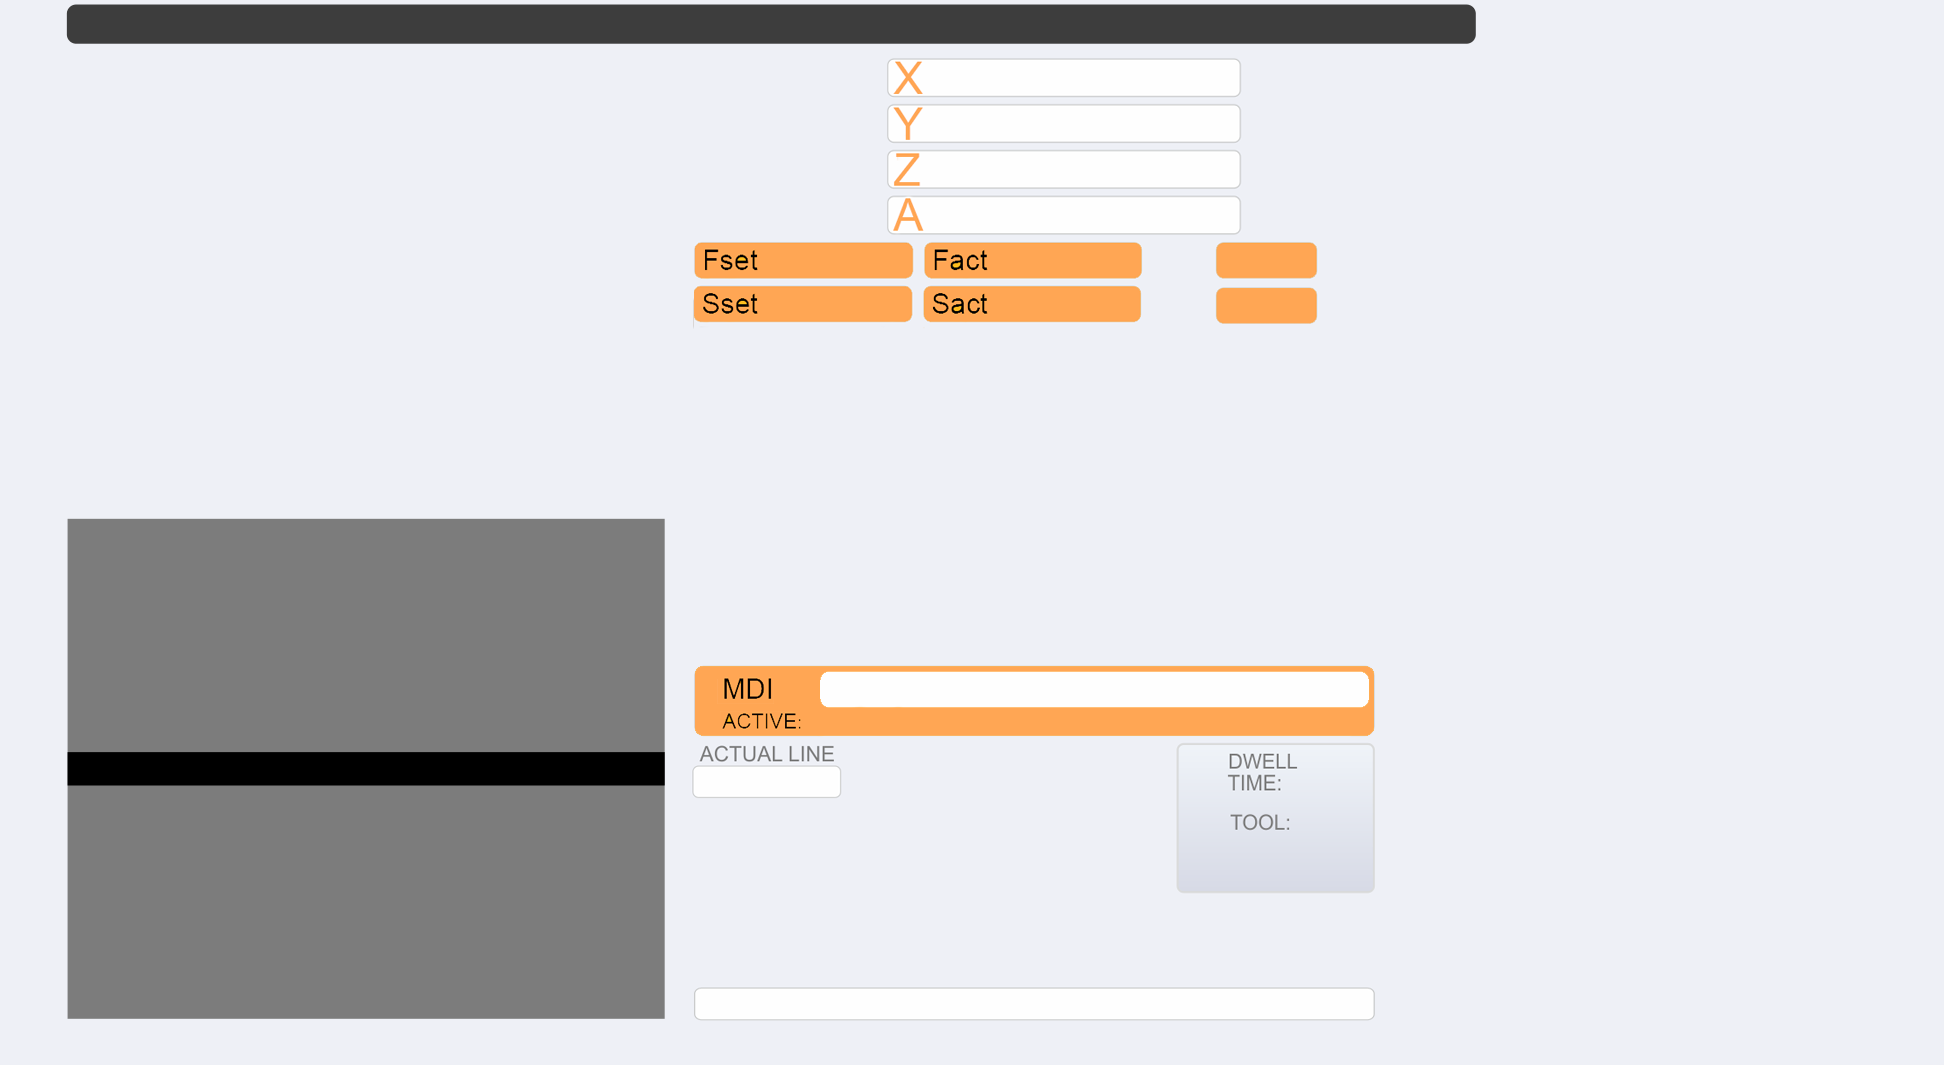 X
Y
Z
A
Fset
Fact
Sset
Sact
MDI
ACTIVE:
ACTUAL LINE
DWELL
TIME:
TOOL: